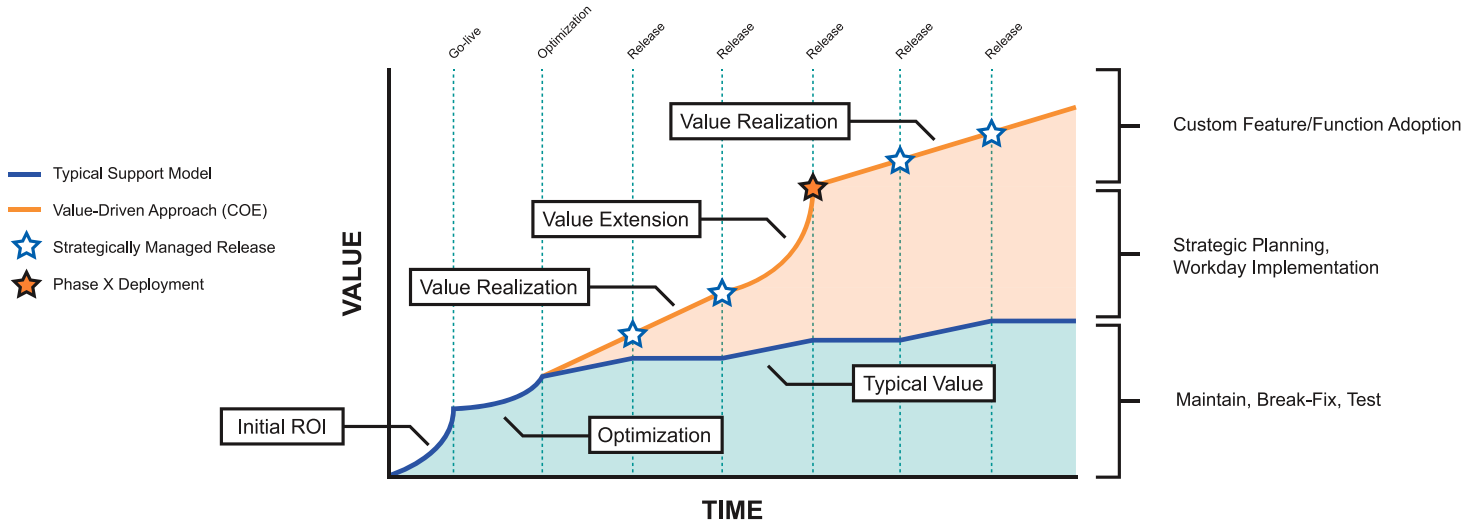 Go-live
Optimization
Release
Release
Release
Release
Release
Value Realization
Custom Feature/Function Adoption
Typical Support Model
Value-Driven Approach (COE)
Strategically Managed Release
Phase X Deployment
VALUE
Value Extension
Value Realization
Strategic Planning,
Workday Implementation
Typical Value
Maintain, Break-Fix, Test
Initial ROI
Optimization
TIME